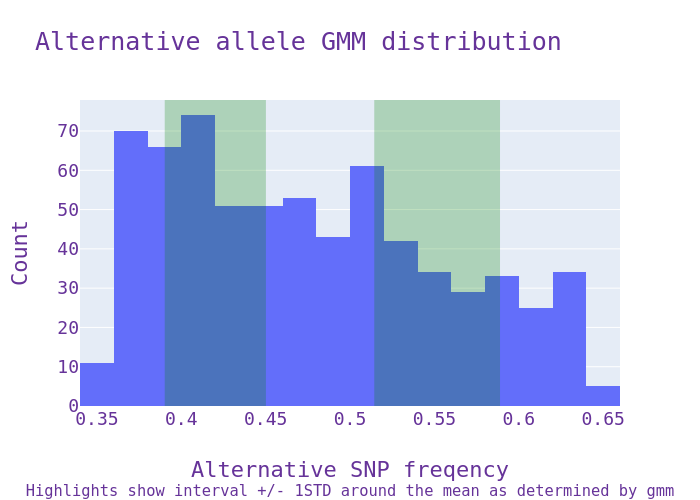 Alternative allele GMM distribution
Count
70
60
50
40
30
20
10
0
0.35 0.4 0.45 0.5 0.55 0.6 0.65
Alternative SNP freqency
Highlights show interval +/- 1STD around the mean as determined by gmm